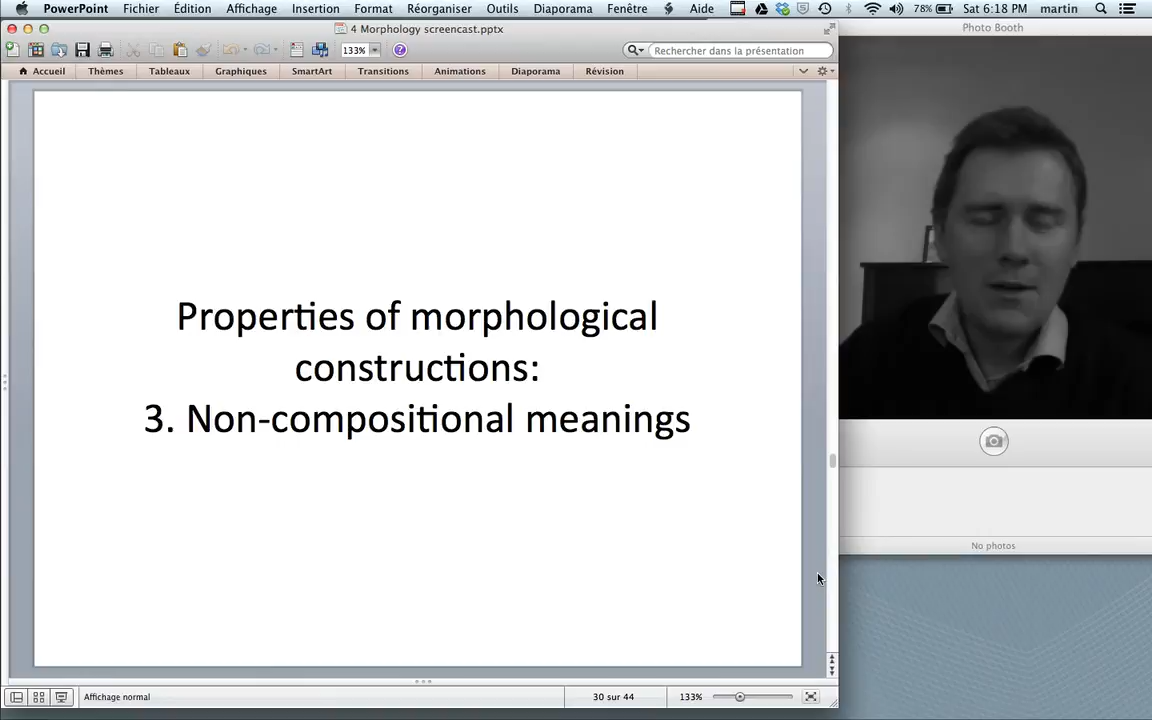 PowerPoint Fichier Édition Affichage Insertion Format Réorganiser Outils Diaporama Fenêtre Aide 78% Sat 6:18 PM martin
4 Morphology screencast.pptx
133% Rechercher dans la présentation
Accueil Thèmes Tableaux Graphiques SmartArt Transitions Animations Diaporama Révision
Properties of morphological
constructions:
3. Non-compositional meanings
Affichage normal 30 sur 44 133%
Photo Booth
No photos